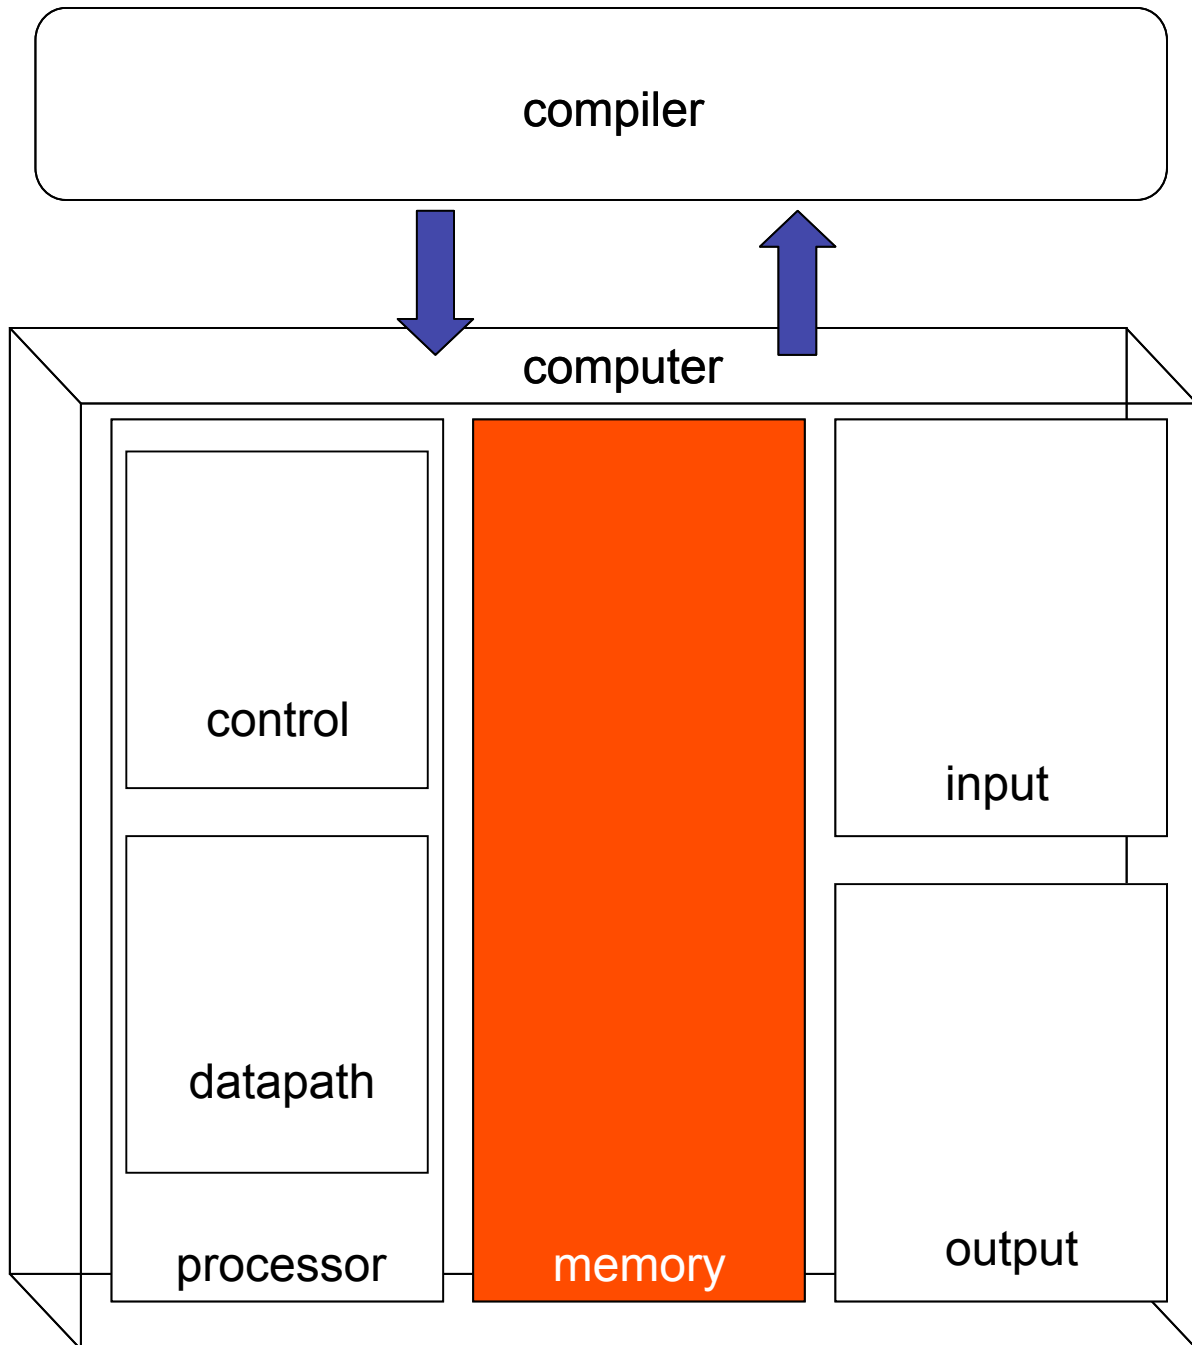 compiler
computer
control
datapath
processor
memory
input
output